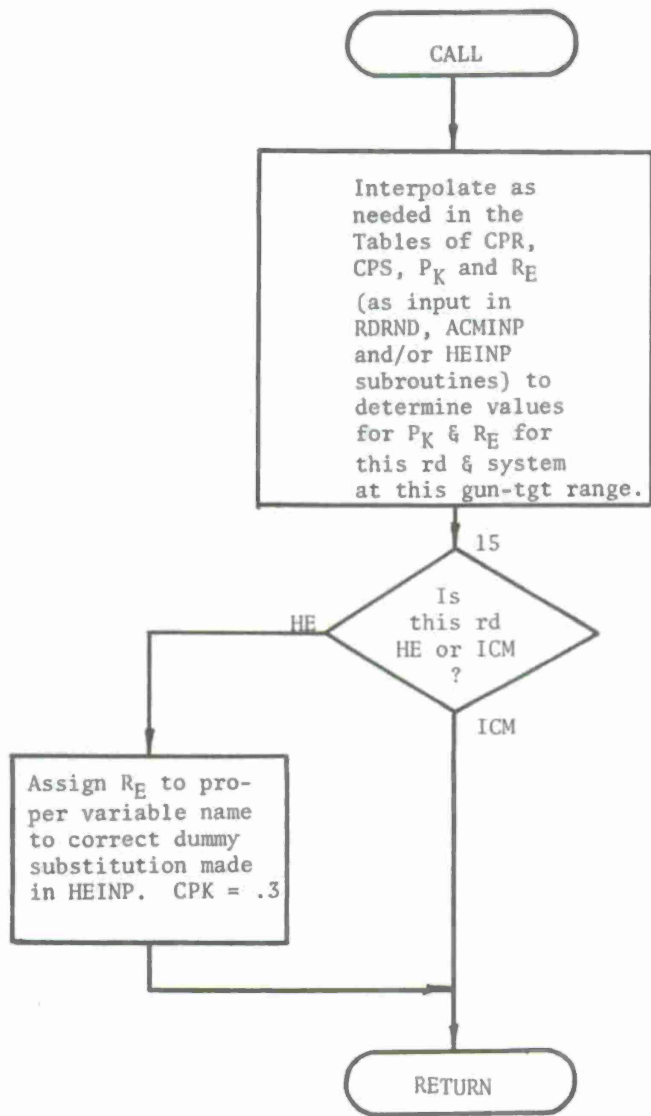 CALL
Interpolate as
needed in the
Tables of CPR,
CPS, P_K and R_E
(as input in
RDRND, ACMINP
and/or HEINP
subroutines) to
determine values
for P_K & R_E for
this rd & system
at this gun-tgt range.
15
Is
this rd
HE or ICM
?
HE
ICM
Assign R_E to pro-
per variable name
to correct dummy
substitution made
in HEINP. CPK = .3
RETURN